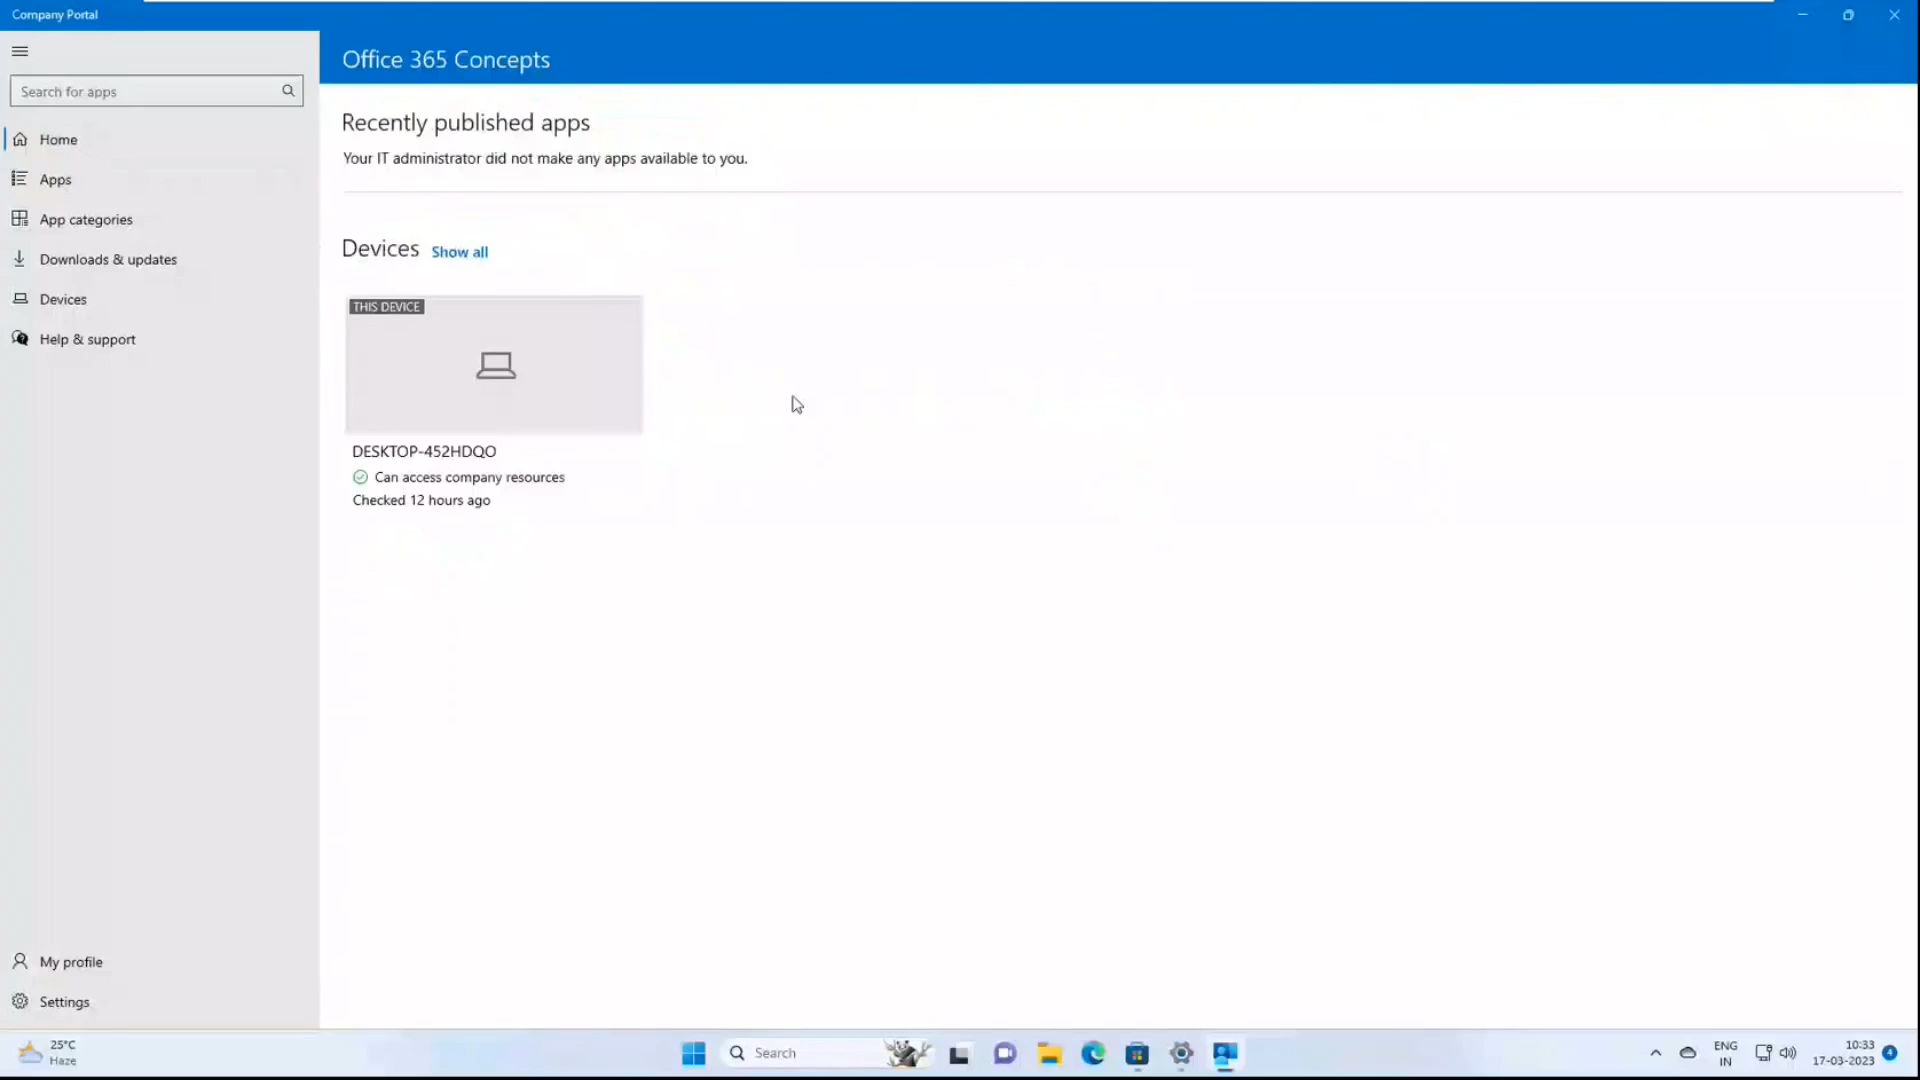 Company Portal
Office 365 Concepts
Search for apps
Home
Apps
App categories
Downloads & updates
Devices
Help & support
My profile
Settings
Recently published apps
Your IT administrator did not make any apps available to you.
Devices Show all
THIS DEVICE
DESKTOP-452HDQO
Can access company resources
Checked 12 hours ago
25°C
Haze
Search
ENG
IN
10:33
17-03-2023
4